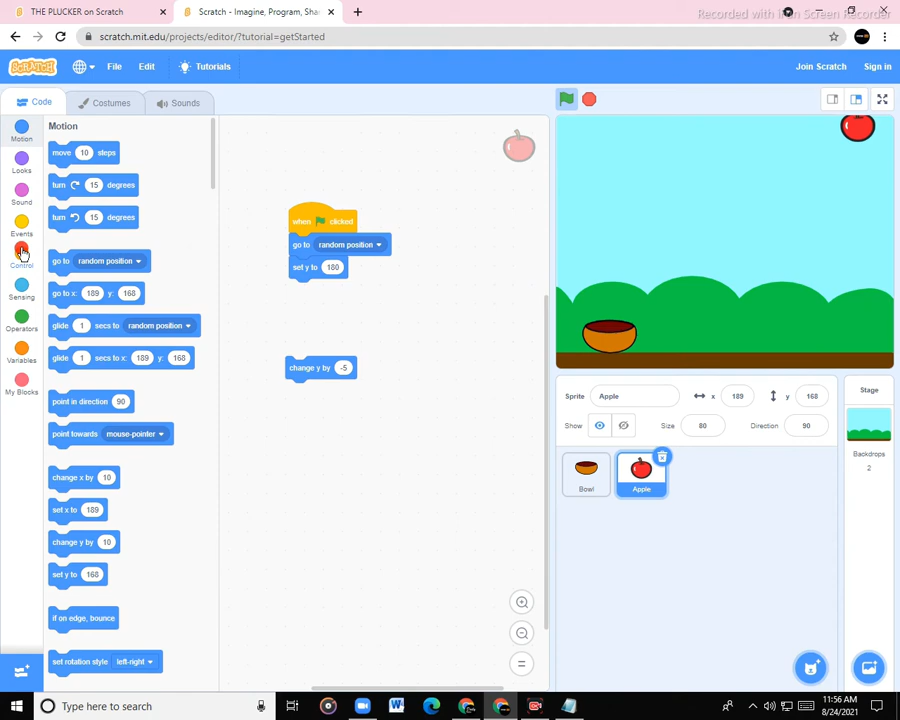 THE PLUCKER on Scratch
Scratch - Imagine, Program, Sha
Recorded with Iron Screen Recorder
scratch.mit.edu/projects/editor/?tutorial=getStarted
SCRATCH
File
Edit
Tutorials
Join Scratch
Sign in
Code
Costumes
Sounds
Motion
Looks
Sound
Events
Control
Sensing
Operators
Variables
My Blocks
Motion
move 10 steps
turn 15 degrees
turn 15 degrees
go to random position
go to x: 189 y: 168
glide 1 secs to random position
glide 1 secs to x: 189 y: 168
point in direction 90
point towards mouse-pointer
change x by 10
set x to 189
change y by 10
set y to 168
if on edge, bounce
set rotation style left-right
when clicked
go to random position
set y to 180
change y by -5
Sprite Apple x 189 y 168
Show Size 80 Direction 90
Bowl
Apple
Stage
Backdrops
2
Type here to search
11:56 AM
8/24/2021